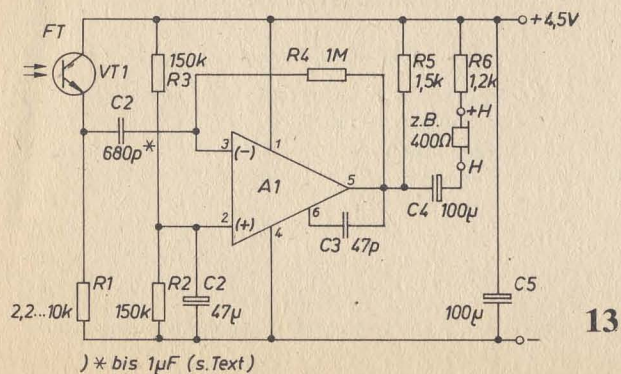 FT
VT1
150k
R3
C2
680p*
R4 1M
R5
1,5k
R6
1,2k
+4,5V
+H
z.B.
400Ω
H
3
(-)
1
A1
5
2
(+)
6
4
C3
47p
C4
100µ
R1
2,2...10k
R2
150k
C2
47µ
C5
100µ
-
13
)* bis 1µF (s.Text)